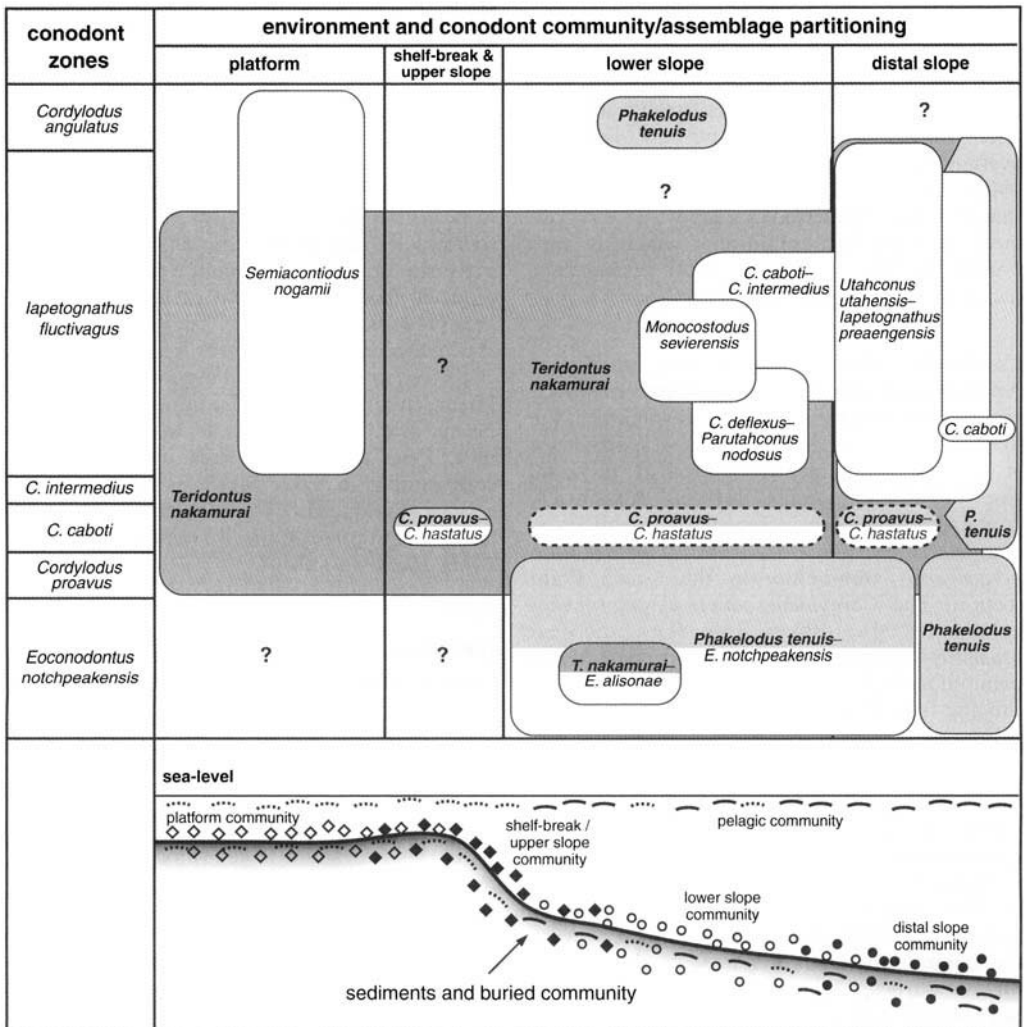 conodont
zones
environment and conodont community/assemblage partitioning
platform
shelf-break &
upper slope
lower slope
distal slope
Cordylodus
angulatus
Phakelodus
tenuis
?
Iapetognathus
fluctivagus
?
Semiacontiodus
nogamii
C. caboti–
C. intermedius
Utahconus
utahensis–
Iapetognathus
preaengensis
Monocostodus
sevierensis
?
Teridontus
nakamurai
C. deflexus–
Parutahconus
nodosus
C. caboti
C. intermedius
Teridontus
nakamurai
C. caboti
C. proavus–
C. hastatus
C. proavus–
C. hastatus
C. proavus–
C. hastatus
P.
tenuis
Cordylodus
proavus
Eoconodontus
notchpeakensis
?
?
Phakelodus tenuis–
E. notchpeakensis
T. nakamurai–
E. alisonae
Phakelodus
tenuis
sea-level
platform community
shelf-break /
upper slope
community
pelagic community
lower slope
community
distal slope
community
sediments and buried community